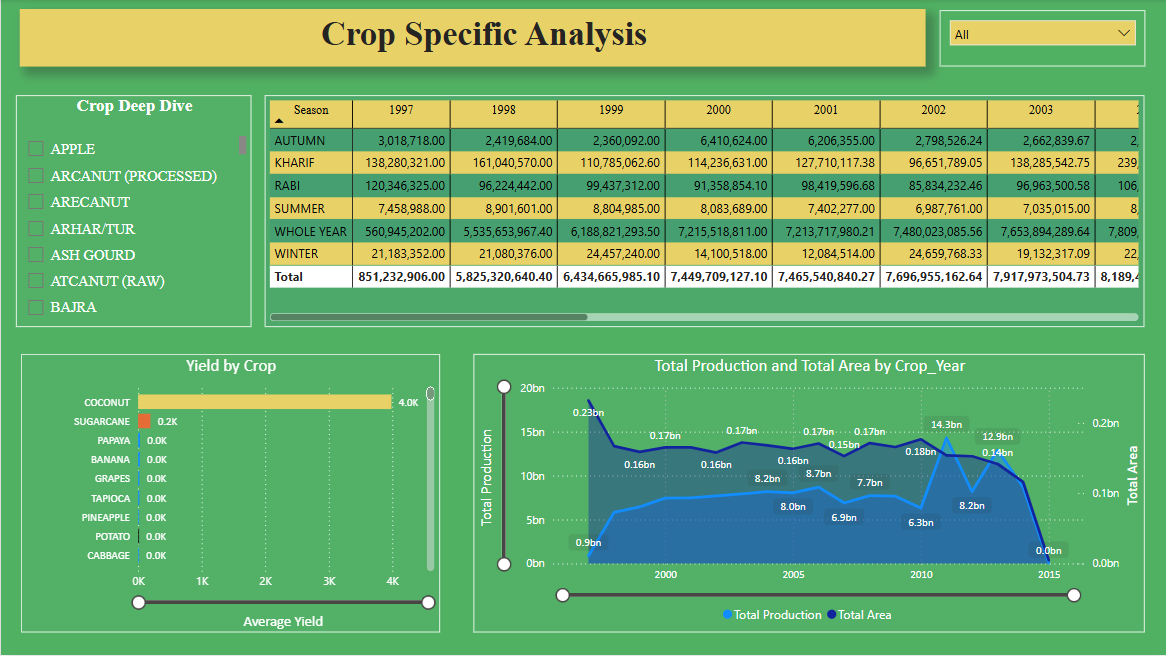 Crop Specific Analysis
All
Crop Deep Dive
APPLE
ARCANUT (PROCESSED)
ARECANUT
ARHAR/TUR
ASH GOURD
ATCANUT (RAW)
BAJRA
Season 1997 1998 1999 2000 2001 2002 2003
AUTUMN 3,018,718.00 2,419,684.00 2,360,092.00 6,410,624.00 6,206,355.00 2,798,526.24 2,662,839.67 2,
KHARIF 138,280,321.00 161,040,570.00 110,785,062.60 114,236,631.00 127,710,117.38 96,651,789.05 138,285,542.75 239,
RABI 120,346,325.00 96,224,442.00 99,437,312.00 91,358,854.10 98,419,596.68 85,834,232.46 96,963,500.58 106,
SUMMER 7,458,988.00 8,901,601.00 8,804,985.00 8,083,689.00 7,402,277.00 6,987,761.00 7,035,015.00 8
WHOLE YEAR 560,945,202.00 5,535,653,967.40 6,188,821,293.50 7,215,518,811.00 7,213,717,980.21 7,480,023,085.56 7,653,894,289.64 7,809,
WINTER 21,183,352.00 21,080,376.00 24,457,240.00 14,100,518.00 12,084,514.00 24,659,768.33 19,132,317.09 22,
Total 851,232,906.00 5,825,320,640.40 6,434,665,985.10 7,449,709,127.10 7,465,540,840.27 7,696,955,162.64 7,917,973,504.73 8,189,4
Yield by Crop
COCONUT 4.0K
SUGARCANE 0.2K
PAPAYA 0.0K
BANANA 0.0K
GRAPES 0.0K
TAPIOCA 0.0K
PINEAPPLE 0.0K
POTATO 0.0K
CABBAGE 0.0K
0K 1K 2K 3K 4K
Average Yield
Total Production and Total Area by Crop_Year
Total Production
20bn
15bn
10bn
5bn
0bn
0.23bn
0.16bn
0.17bn
0.16bn
0.17bn
0.16bn
0.17bn
0.15bn
0.17bn
0.18bn
0.14bn
0.9bn
8.2bn
8.0bn
8.7bn
6.9bn
7.7bn
6.3bn
14.3bn
8.2bn
12.9bn
0.0bn
0.2bn
0.1bn
0.0bn
Total Area
2000 2005 2010 2015
Total Production Total Area